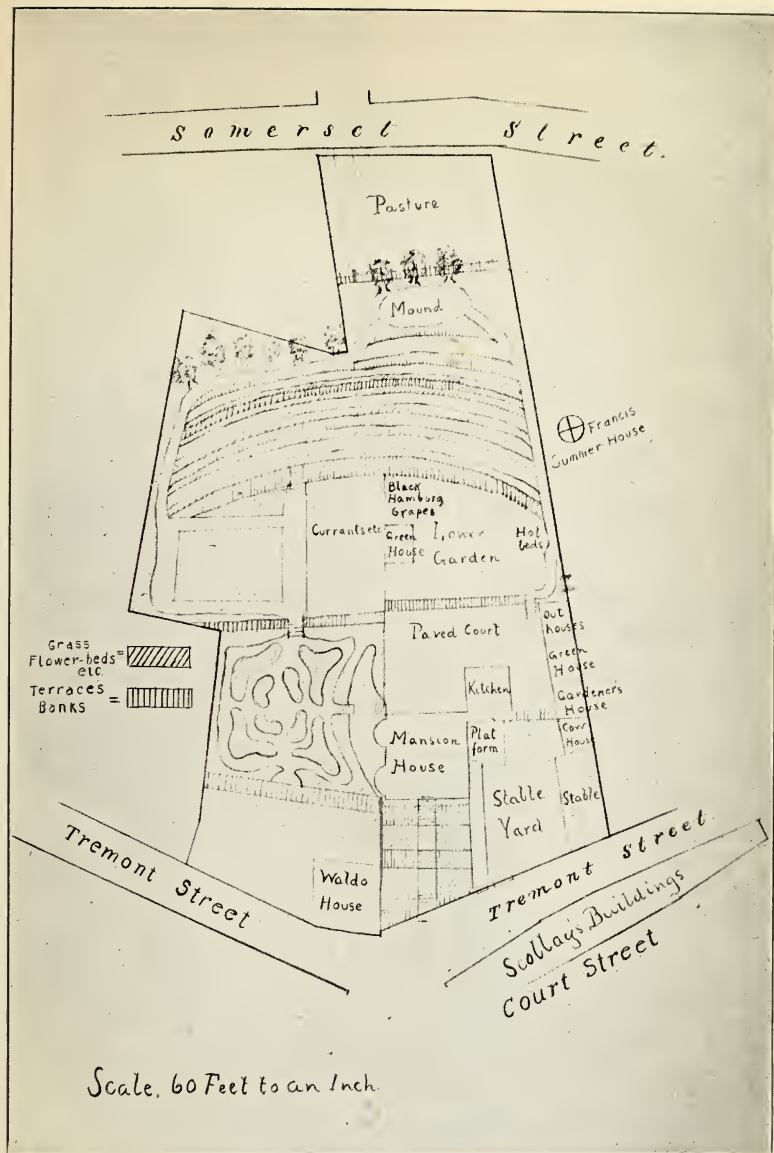 Somerset Street.
Pasture
Mound
Francis
Summer House
Black
Hamburg
Grapes
Currants etc
Green
House
Lower
Garden
Hot
beds
Paved Court
Out
houses
Green
House
Gardener's
House
Cow
House
Kitchen
Grass
Flower-beds =
etc.
Terraces
Banks =
Mansion
House
Plat
form
Stable
Yard
Stable
Waldo
House
Tremont Street
Tremont Street.
Scollay's Buildings
Court Street
Scale, 60 Feet to an Inch.